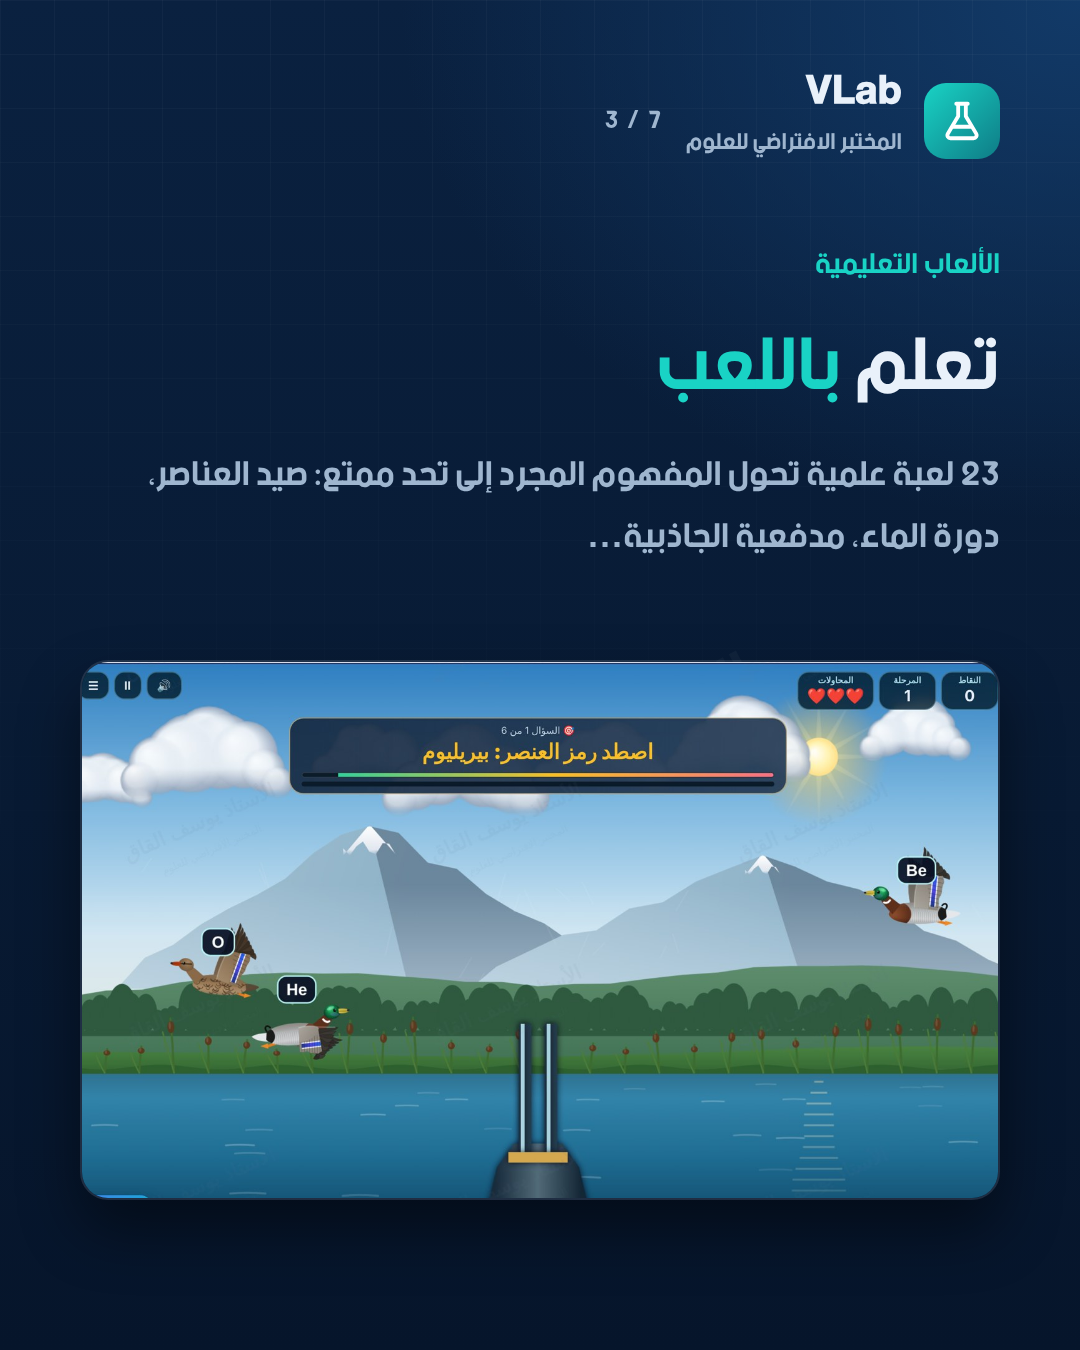 VLab
المختبر الافتراضي للعلوم
3 / 7
الألعاب التعليمية
تعلم باللعب
23 لعبة علمية تحول المفهوم المجرد إلى تحد ممتع: صيد العناصر،
دورة الماء، مدفعية الجاذبية...
النقاط
0
المرحلة
1
المحاولات
السؤال 1 من 6
اصطد رمز العنصر: بيريليوم
Be
O
He